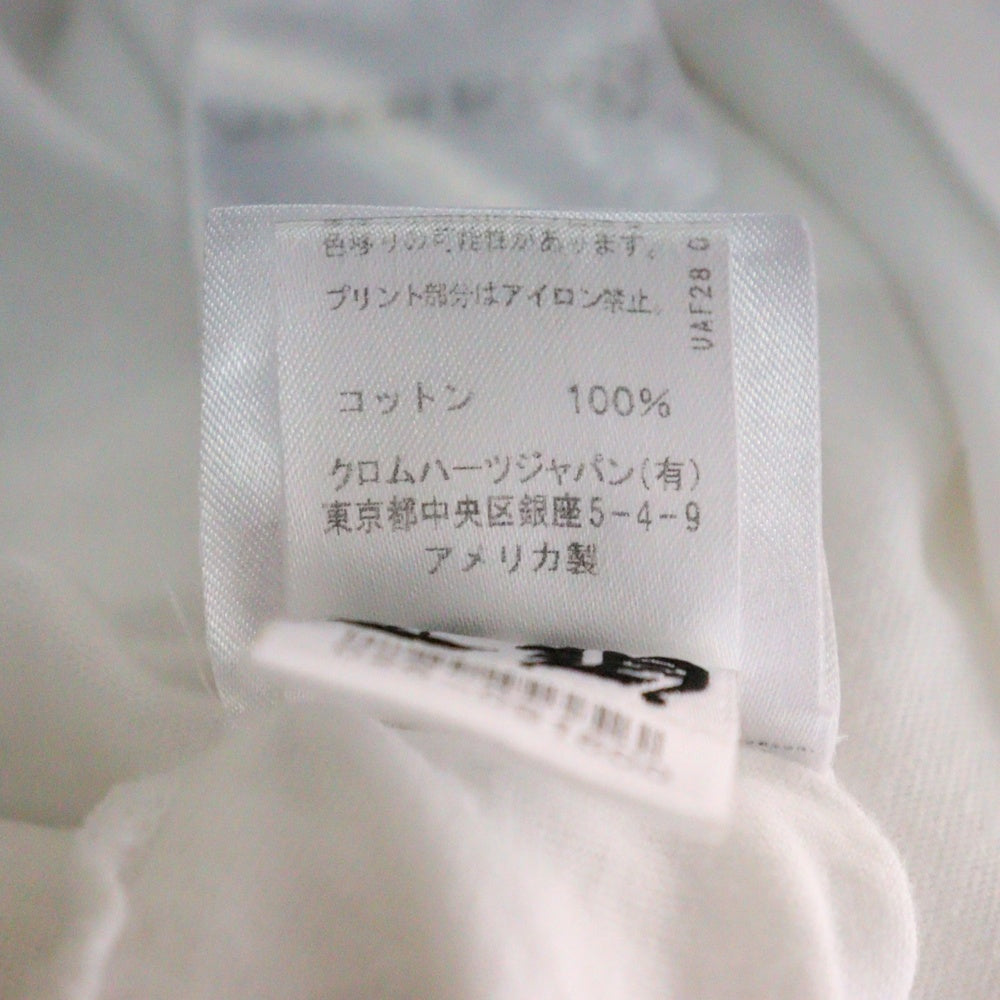 色移りの可能性があります。
プリント部分はアイロン禁止。
コットン 100%
クロムハーツジャパン(有)
東京都中央区銀座5-4-9
アメリカ製
UAF28